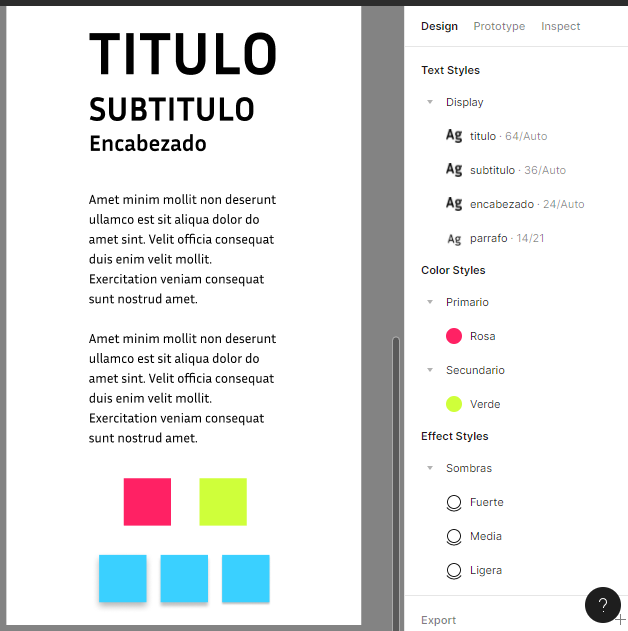 TITULO
SUBTITULO
Encabezado
Amet minim mollit non deserunt
ullamco est sit aliqua dolor do
amet sint. Velit officia consequat
duis enim velit mollit.
Exercitation veniam consequat
sunt nostrud amet.
Amet minim mollit non deserunt
ullamco est sit aliqua dolor do
amet sint. Velit officia consequat
duis enim velit mollit.
Exercitation veniam consequat
sunt nostrud amet.
Design Prototype Inspect
Text Styles
Display
Ag titulo · 64/Auto
Ag subtitulo · 36/Auto
Ag encabezado · 24/Auto
Ag parrafo · 14/21
Color Styles
Primario
Rosa
Secundario
Verde
Effect Styles
Sombras
Fuerte
Media
Ligera
Export +
?